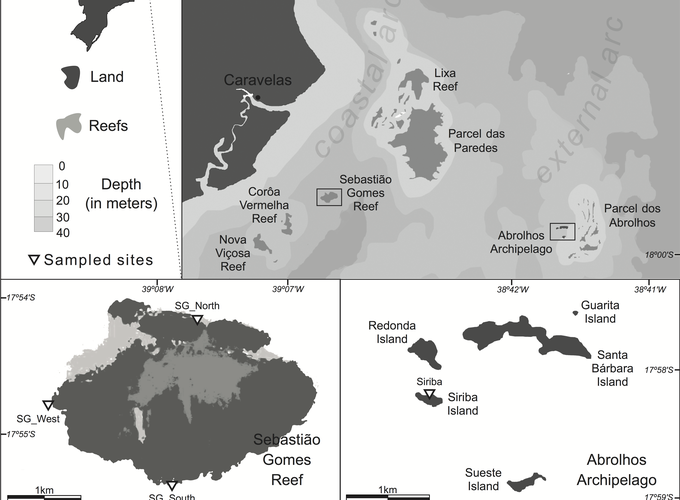 Land
Reefs
0
10
20
30
40
Depth
(in meters)
Sampled sites
Caravelas
coastal arc
external arc
Lixa
Reef
Parcel das
Paredes
Sebastião
Gomes
Reef
Corôa
Vermelha
Reef
Nova
Viçosa
Reef
Abrolhos
Archipelago
Parcel dos
Abrolhos
18°00'S
39°08'W
39°07'W
17°54'S
SG_North
SG_West
17°55'S
SG_South
Sebastião
Gomes
Reef
1km
38°42'W
38°41'W
Guarita
Island
Redonda
Island
Santa
Bárbara
Island
17°58'S
Siriba
Siriba
Island
Sueste
Island
Abrolhos
Archipelago
1km
17°59'S